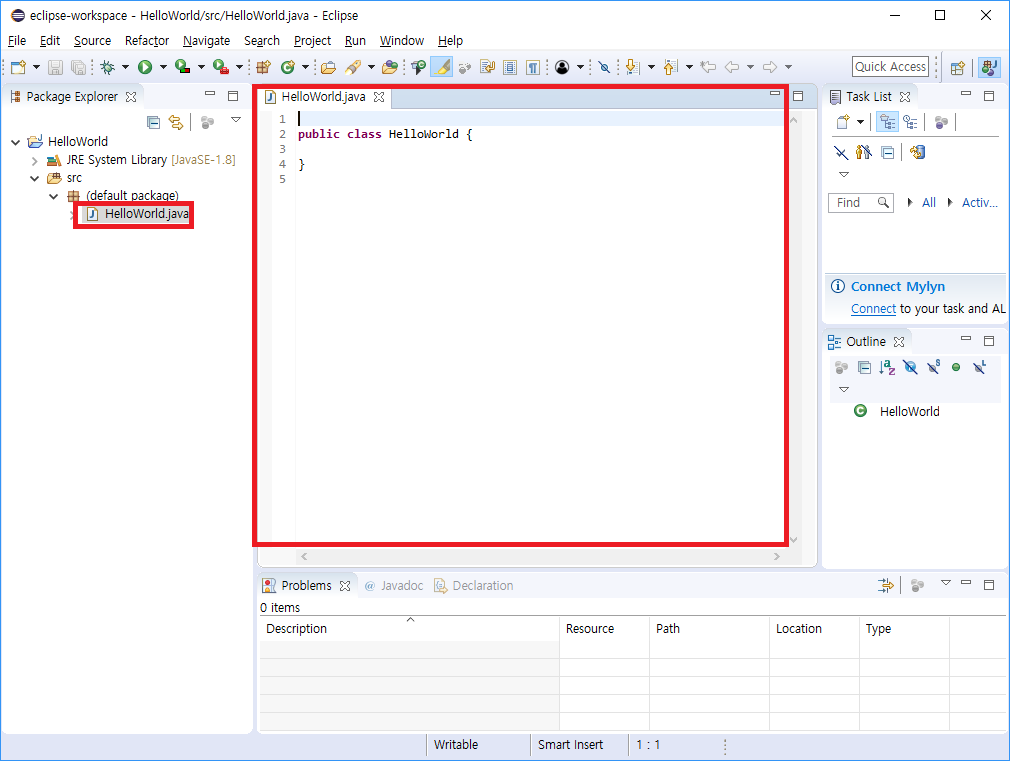 eclipse-workspace - HelloWorld/src/HelloWorld.java - Eclipse
File Edit Source Refactor Navigate Search Project Run Window Help
Quick Access
Package Explorer
HelloWorld
JRE System Library [JavaSE-1.8]
src
(default package)
HelloWorld.java
HelloWorld.java
1
2 public class HelloWorld {
3
4 }
5
Task List
Find All Activ...
Connect Mylyn
Connect to your task and AL
Outline
HelloWorld
Problems @ Javadoc Declaration
0 items
Description Resource Path Location Type
Writable Smart Insert 1 : 1